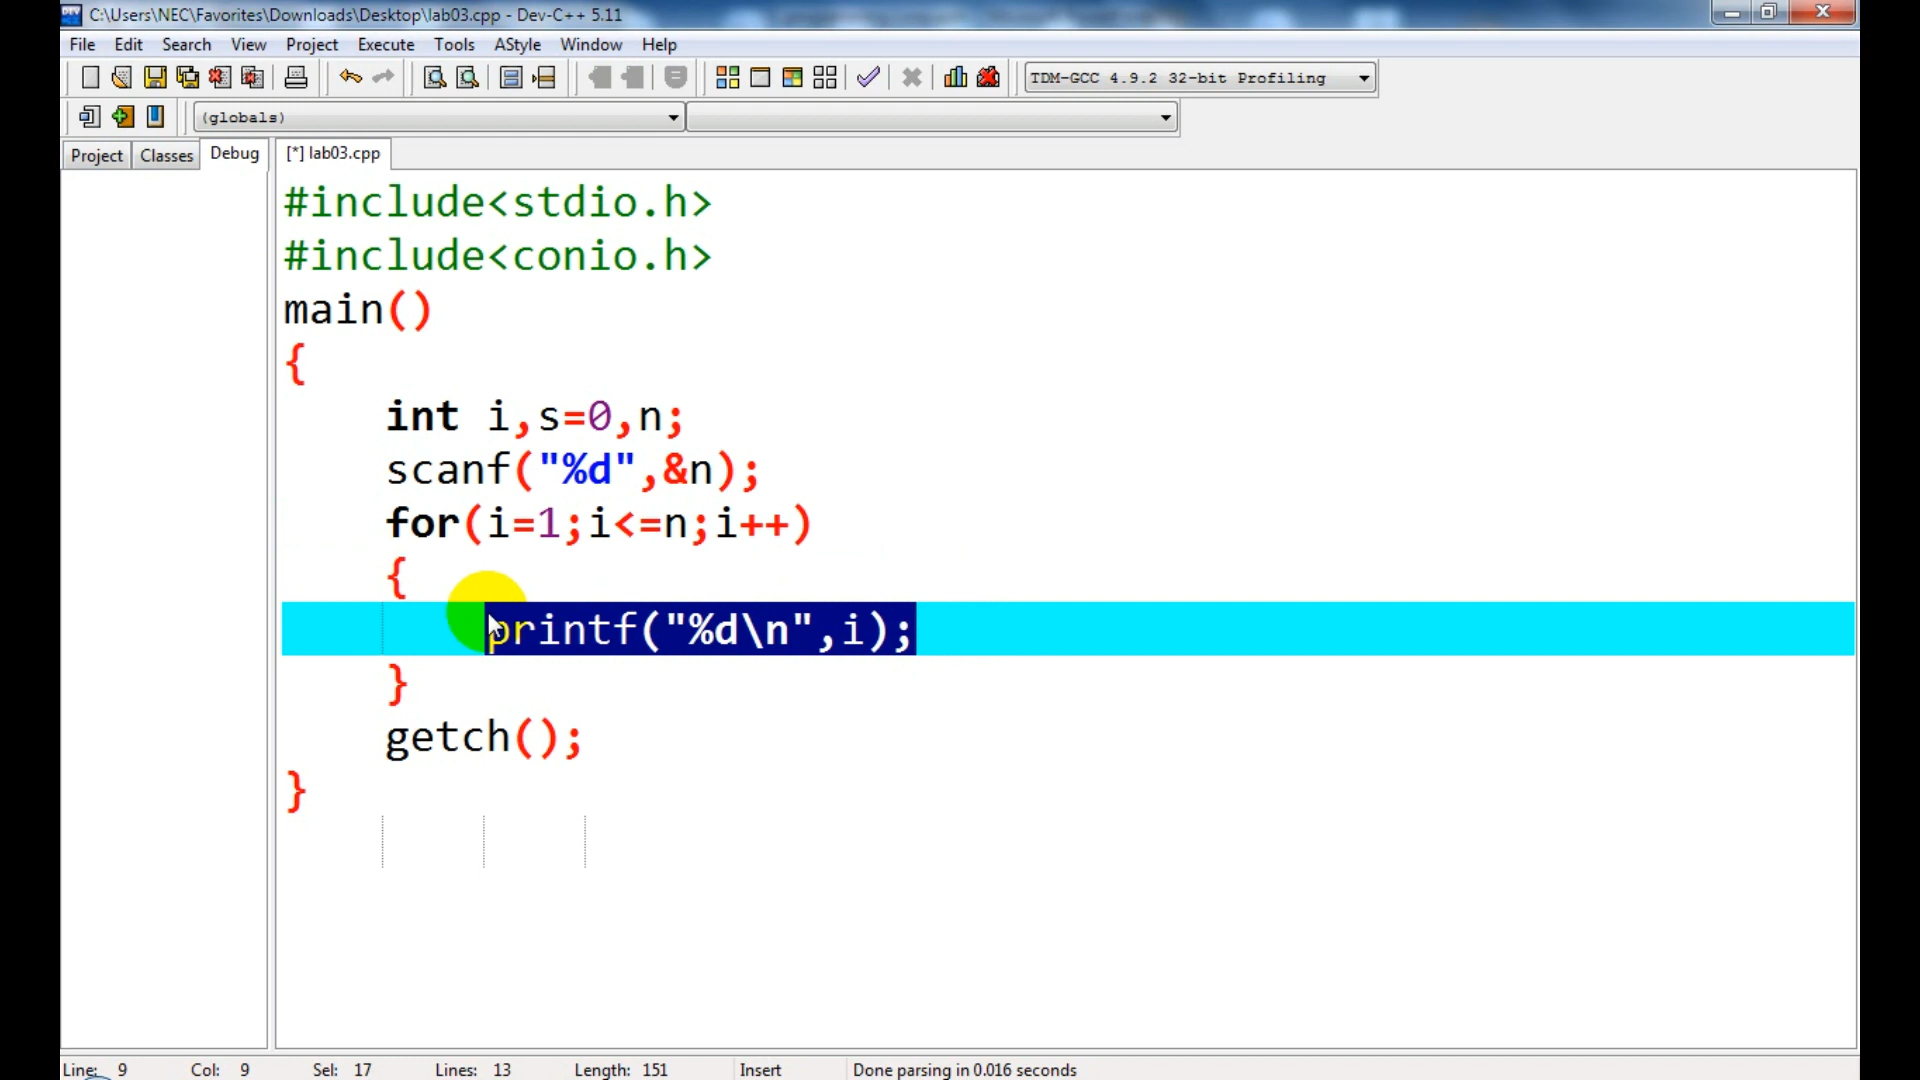 C:\Users\NEC\Favorites\Downloads\Desktop\lab03.cpp - Dev-C++ 5.11
File Edit Search View Project Execute Tools AStyle Window Help
TDM-GCC 4.9.2 32-bit Profiling
(globals)
Project Classes Debug [*] lab03.cpp
#include<stdio.h>
#include<conio.h>
main()
{
int i,s=0,n;
scanf("%d",&n);
for(i=1;i<=n;i++)
{
printf("%d\n",i);
}
getch();
}
Line: 9 Col: 9 Sel: 17 Lines: 13 Length: 151 Insert Done parsing in 0.016 seconds